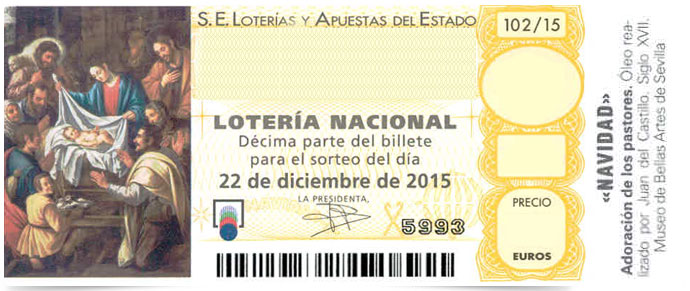 S.E. LOTERÍAS Y APUESTAS DEL ESTADO
102/15
LOTERÍA NACIONAL
Décima parte del billete
para el sorteo del día
22 de diciembre de 2015
LA PRESIDENTA,
5993
PRECIO
EUROS
«NAVIDAD»
Adoración de los pastores. Óleo rea-
lizado por Juan del Castillo. Siglo XVII.
Museo de Bellas Artes de Sevilla